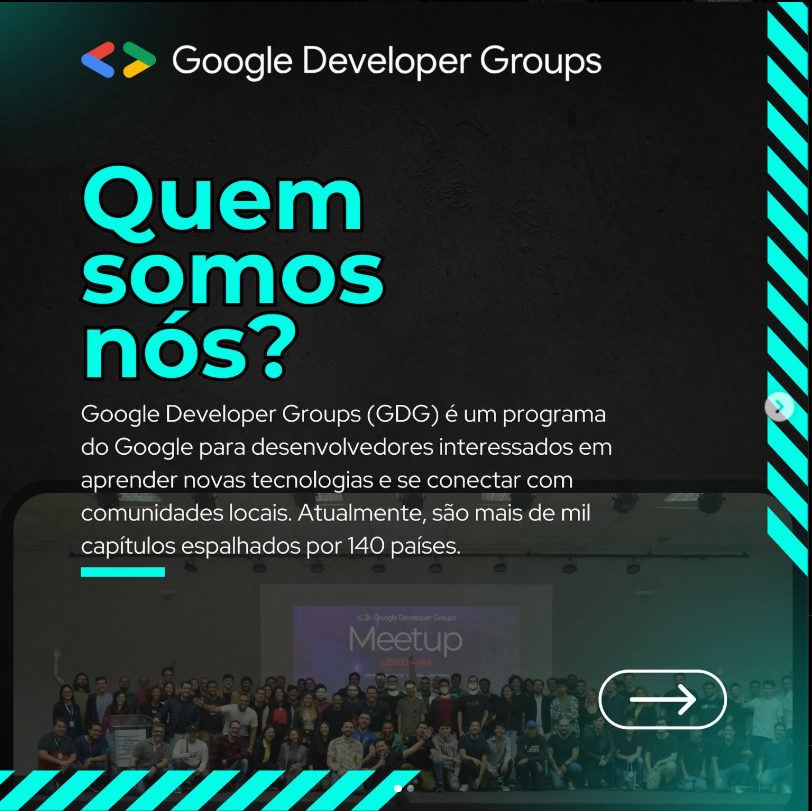 Google Developer Groups
Quem
somos
nós?
Google Developer Groups (GDG) é um programa
do Google para desenvolvedores interessados em
aprender novas tecnologias e se conectar com
comunidades locais. Atualmente, são mais de mil
capítulos espalhados por 140 países.
Google Developer Groups
Meetup
LONDRINA